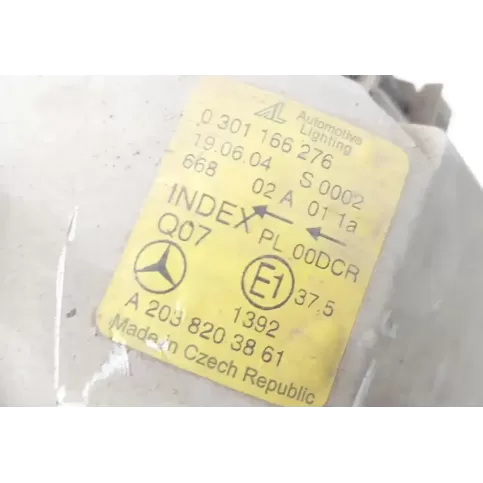 AL Automotive Lighting
0 301 166 276
19.06.04 S 0002
668 02 A 01 1a
INDEX PL 00DCR
Q07
E1 37,5
1392
A 203 820 38 61
Made in Czech Republic